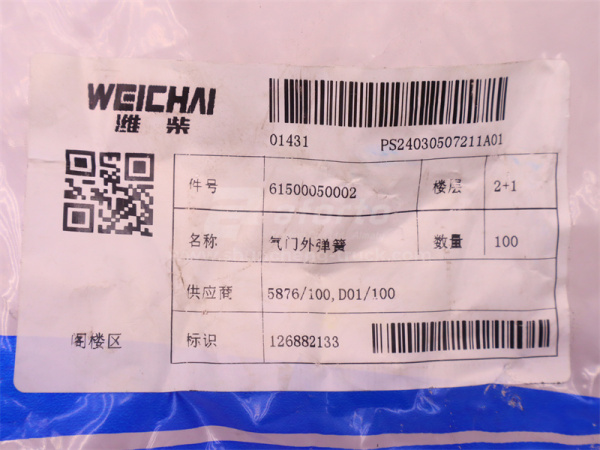 WEICHAI
潍柴
01431 PS24030507211A01
件号 61500050002 楼层 2+1
名称 气门外弹簧 数量 100
供应商 5876/100,D01/100
阁楼区 标识 126882133